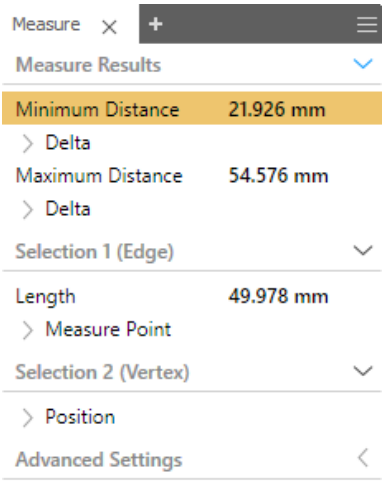 Measure × +
Measure Results
Minimum Distance 21.926 mm
Delta
Maximum Distance 54.576 mm
Delta
Selection 1 (Edge)
Length 49.978 mm
Measure Point
Selection 2 (Vertex)
Position
Advanced Settings